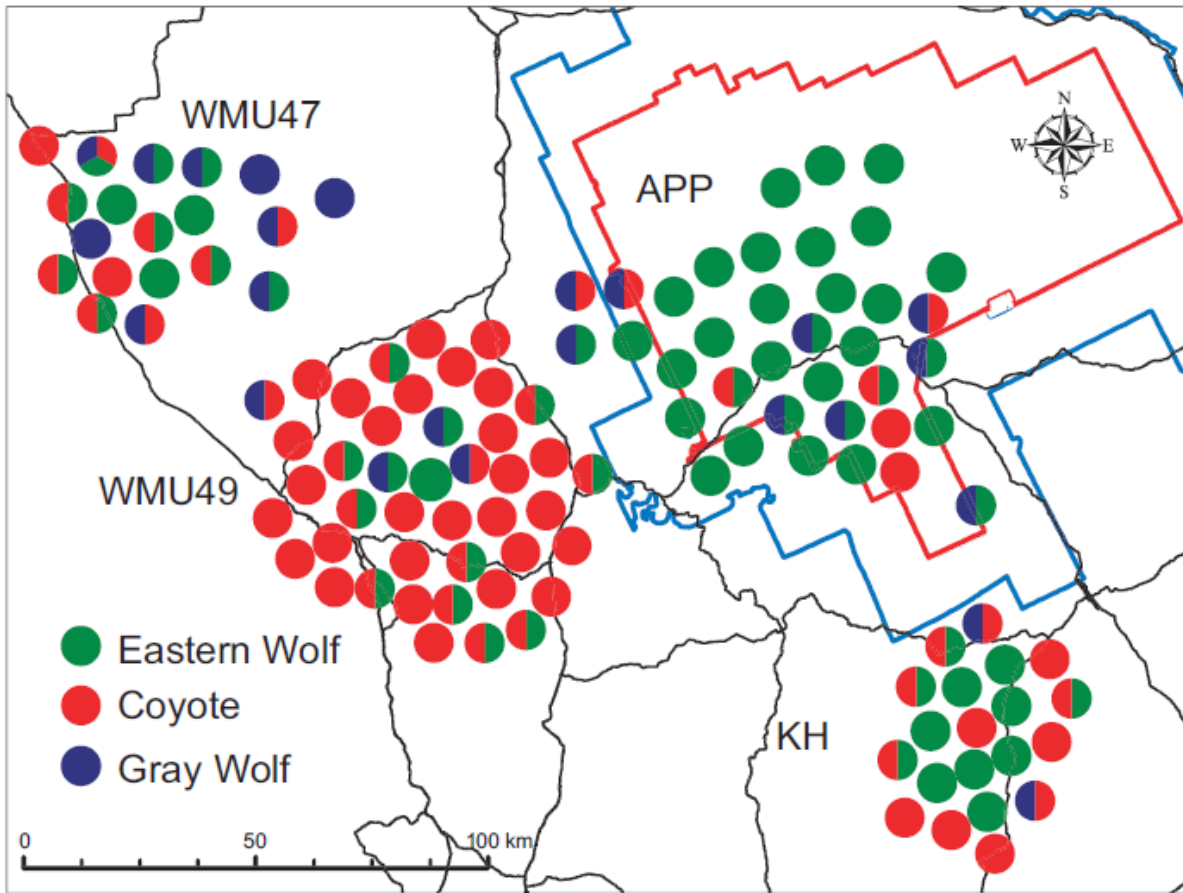 WMU47
N
W E
S
APP
WMU49
Eastern Wolf
Coyote
Gray Wolf
KH
0 50 100 km